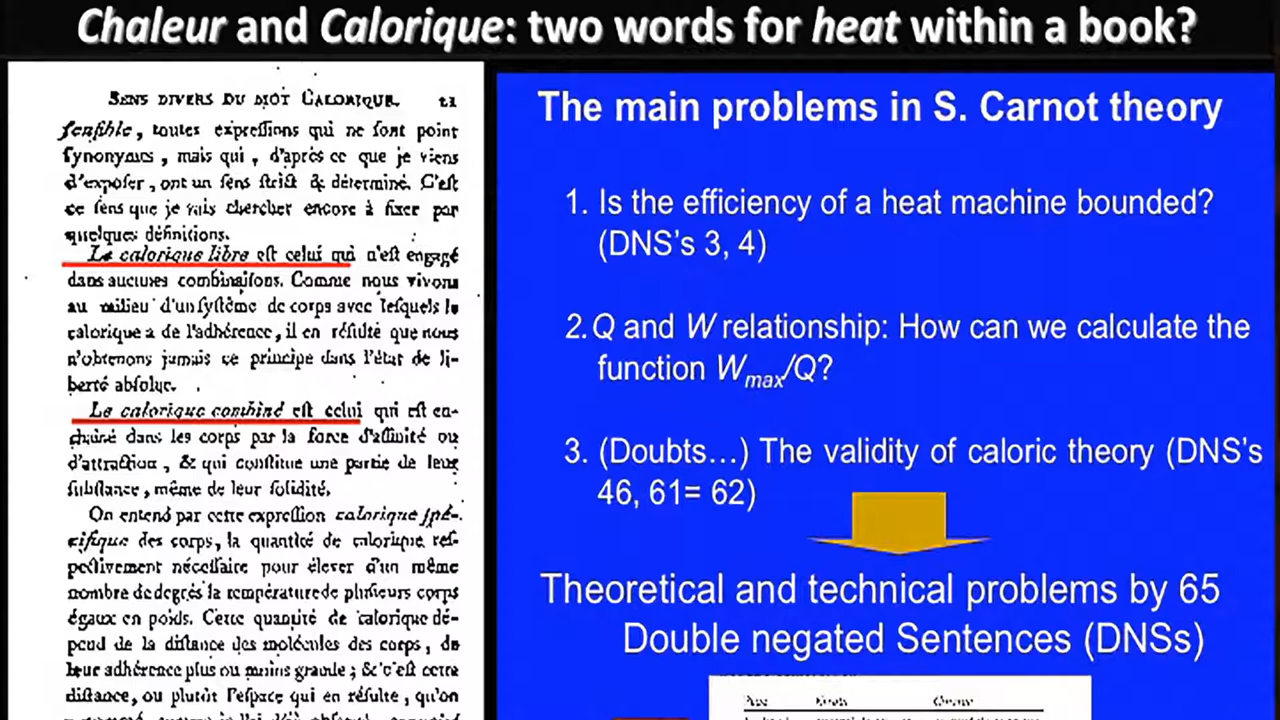 Chaleur and Calorique: two words for heat within a book?
SENS DIVERS DU MOT CALORIQUE. 21
ſenſible, toutes expreſſions qui ne ſont point
ſynonymes, mais qui, d'après ce que je viens
d'expoſer, ont un ſens ſtrict & déterminé. C'eſt
ce ſens que je vais chercher encore à fixer par
quelques définitions.
Le calorique libre eſt celui qui n'eſt engagé
dans aucunes combinaiſons. Comme nous vivons
au milieu d'un ſyſtême de corps avec leſquels le
calorique a de l'adhérence, il en réſulte que nous
n'obtenons jamais ce principe dans l'état de li-
berté abſolue.
Le calorique combiné eſt celui qui eſt en-
chaîné dans les corps par la force d'affinité ou
d'attraction, & qui conſtitue une partie de leur
ſubſtance, même de leur ſolidité.
On entend par cette expreſſion calorique ſpé-
cifique des corps, la quantité de calorique reſ-
pectivement néceſſaire pour élever d'un même
nombre de degrés la température de pluſieurs corps
égaux en poids. Cette quantité de calorique dé-
pend de la diſtance des molécules des corps, de
leur adhérence plus ou moins grande ; & c'eſt cette
diſtance, ou plutôt l'eſpace qui en réſulte, qu'on
The main problems in S. Carnot theory
1. Is the efficiency of a heat machine bounded?
(DNS's 3, 4)
2. Q and W relationship: How can we calculate the
function Wmax/Q?
3. (Doubts…) The validity of caloric theory (DNS's
46, 61= 62)
Theoretical and technical problems by 65
Double negated Sentences (DNSs)